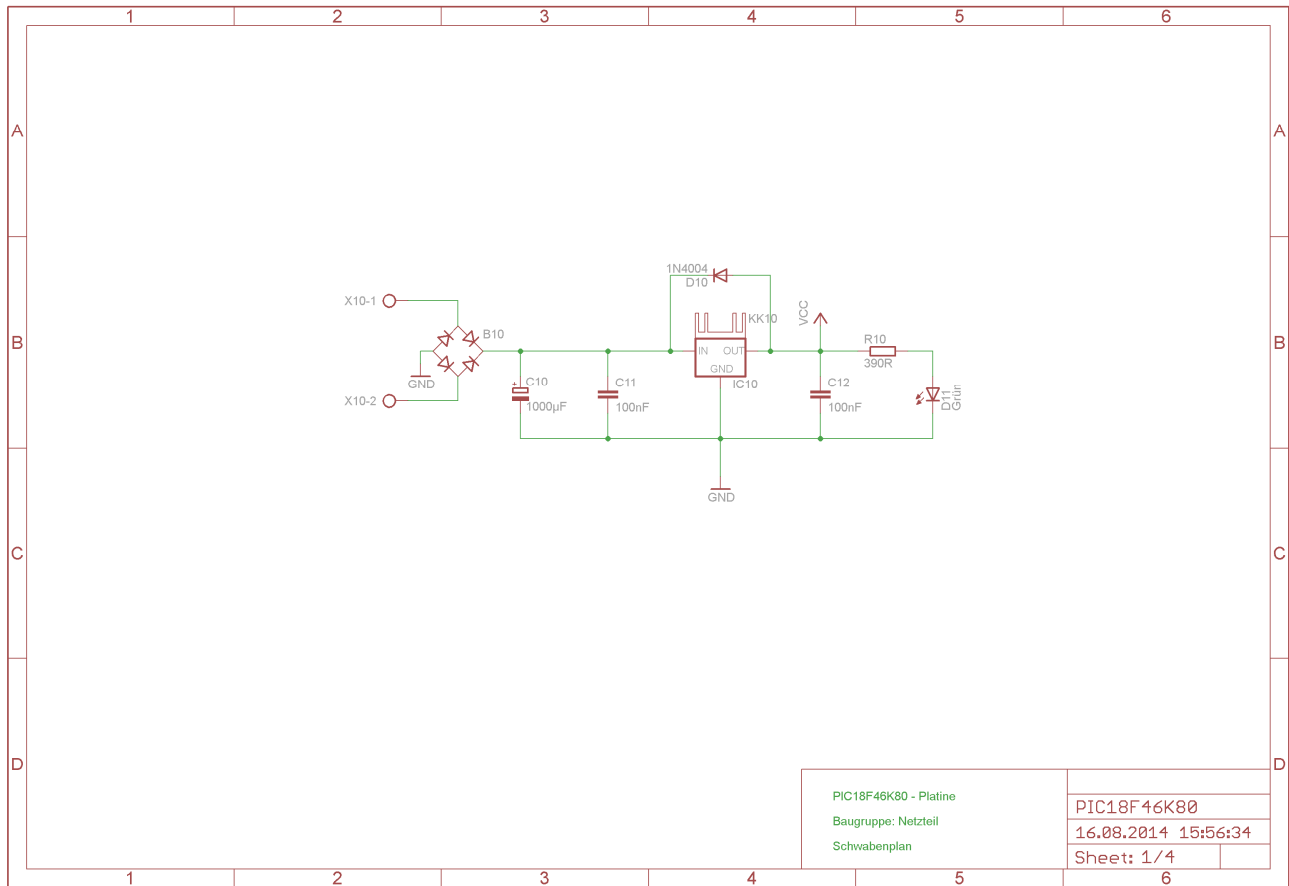 1 2 3 4 5 6
A A
1N4004
D10
X10-1
VCC
KK10
B10
R10
B B
IN OUT
390R
GND
GND
C10
C11
IC10
C12
1000µF
100nF
100nF
D11
Grün
X10-2
GND
C C
D D
PIC18F46K80 - Platine
Baugruppe: Netzteil
Schwabenplan
PIC18F46K80
16.08.2014 15:56:34
Sheet: 1/4
1 2 3 4 5 6